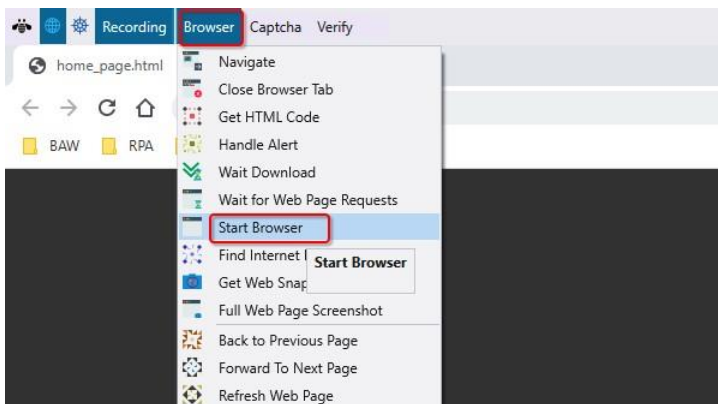 Recording Browser Captcha Verify
home_page.html
Navigate
Close Browser Tab
Get HTML Code
BAW RPA
Handle Alert
Wait Download
Wait for Web Page Requests
Start Browser
Find Internet
Start Browser
Get Web Snap
Full Web Page Screenshot
Back to Previous Page
Forward To Next Page
Refresh Web Page